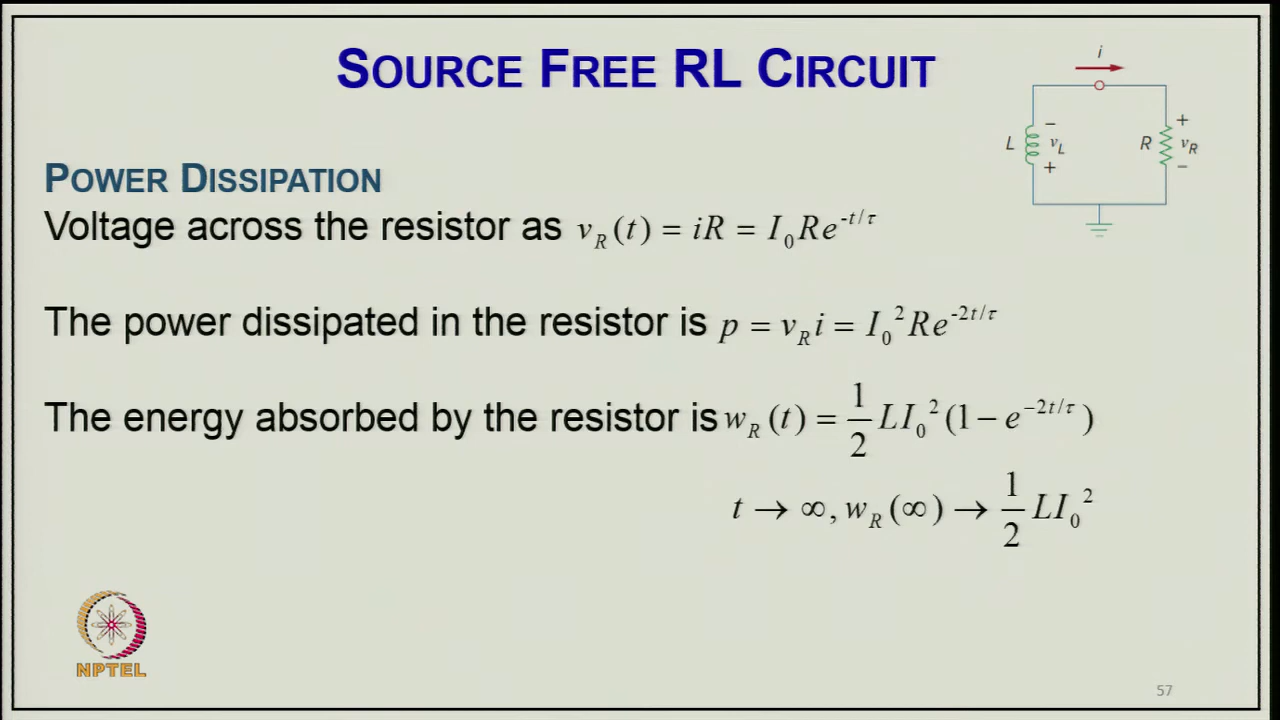 SOURCE FREE RL CIRCUIT
i
L
−
v_L
+
R
+
v_R
−
POWER DISSIPATION
Voltage across the resistor as v_R(t) = iR = I_0Re^{-t/τ}
The power dissipated in the resistor is p = v_R i = I_0^2Re^{-2t/τ}
The energy absorbed by the resistor is w_R(t) = 1/2 LI_0^2(1 − e^{−2t/τ})
t → ∞, w_R(∞) → 1/2 LI_0^2
NPTEL
57